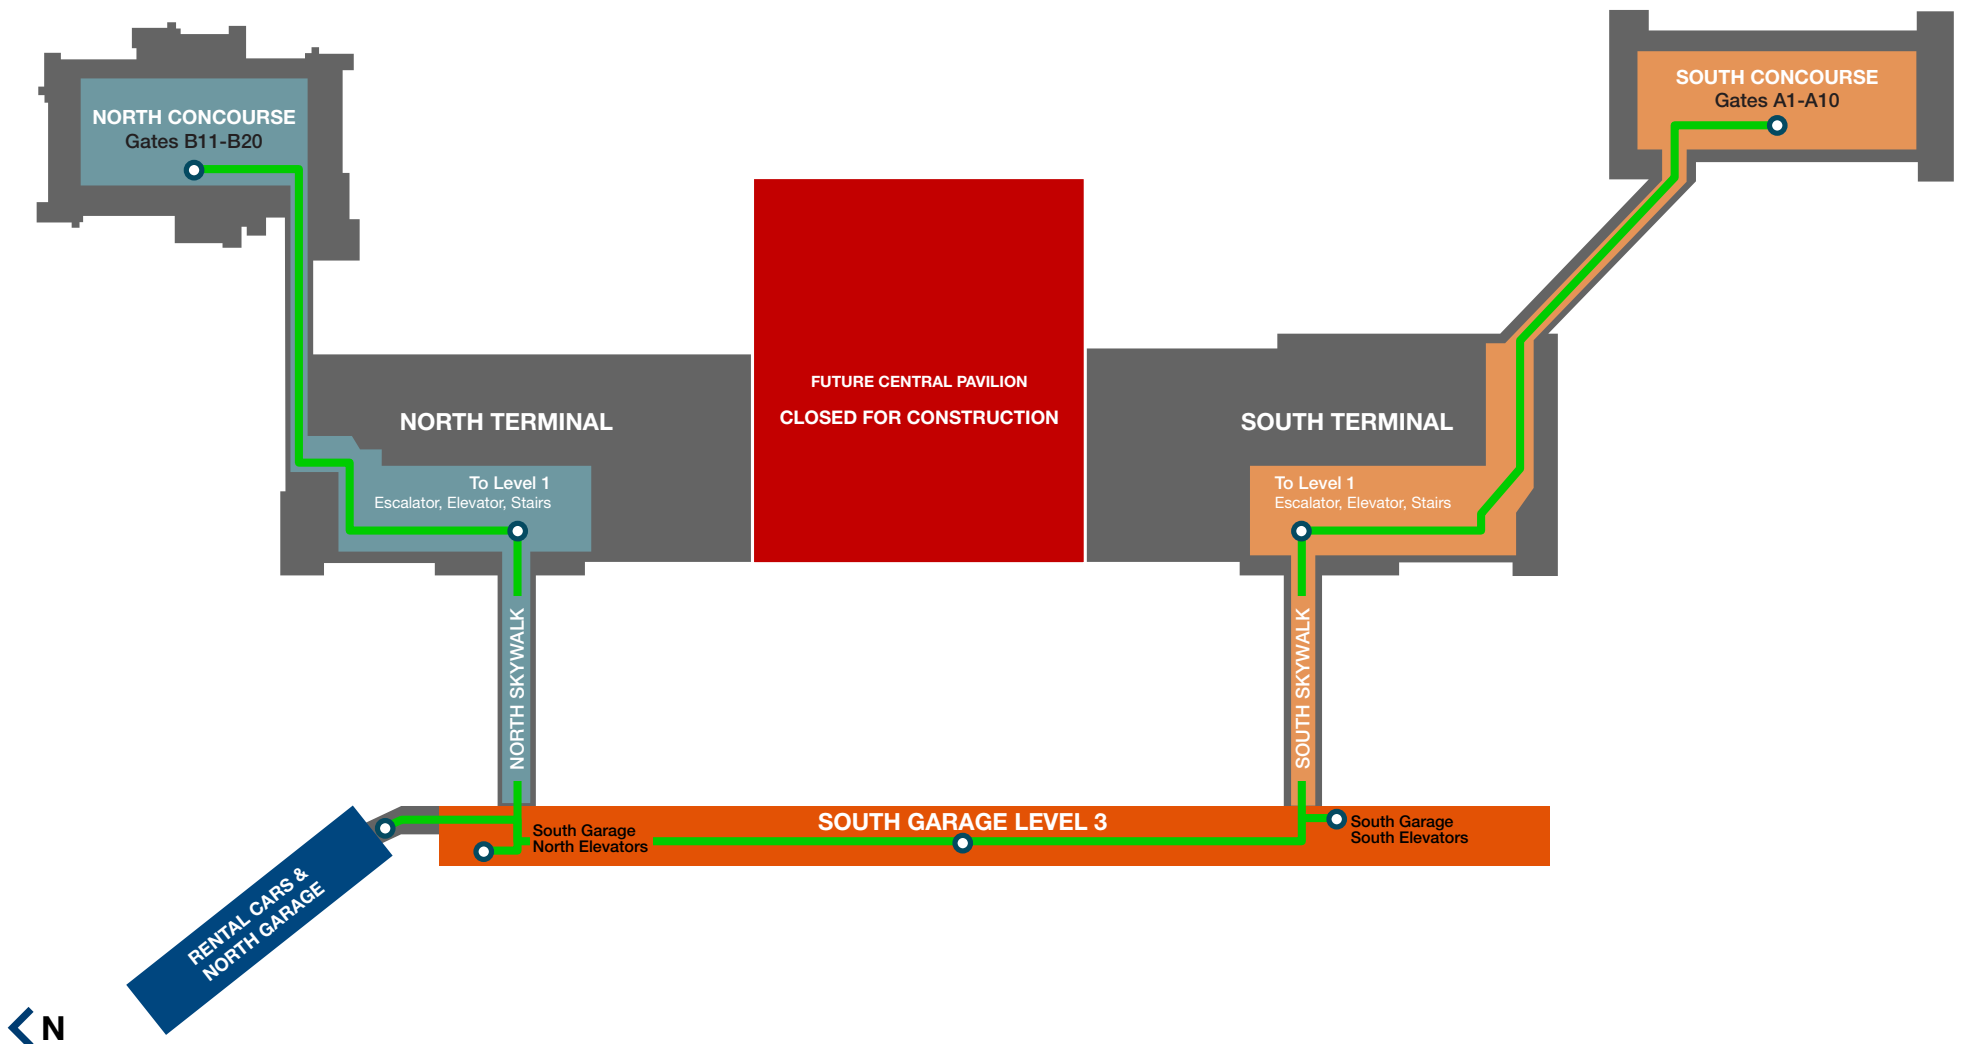 NORTH CONCOURSE
Gates B11-B20
SOUTH CONCOURSE
Gates A1-A10
FUTURE CENTRAL PAVILION
CLOSED FOR CONSTRUCTION
NORTH TERMINAL
SOUTH TERMINAL
To Level 1
Escalator, Elevator, Stairs
To Level 1
Escalator, Elevator, Stairs
NORTH SKYWALK
SOUTH SKYWALK
SOUTH GARAGE LEVEL 3
South Garage
North Elevators
South Garage
South Elevators
RENTAL CARS &
NORTH GARAGE
N